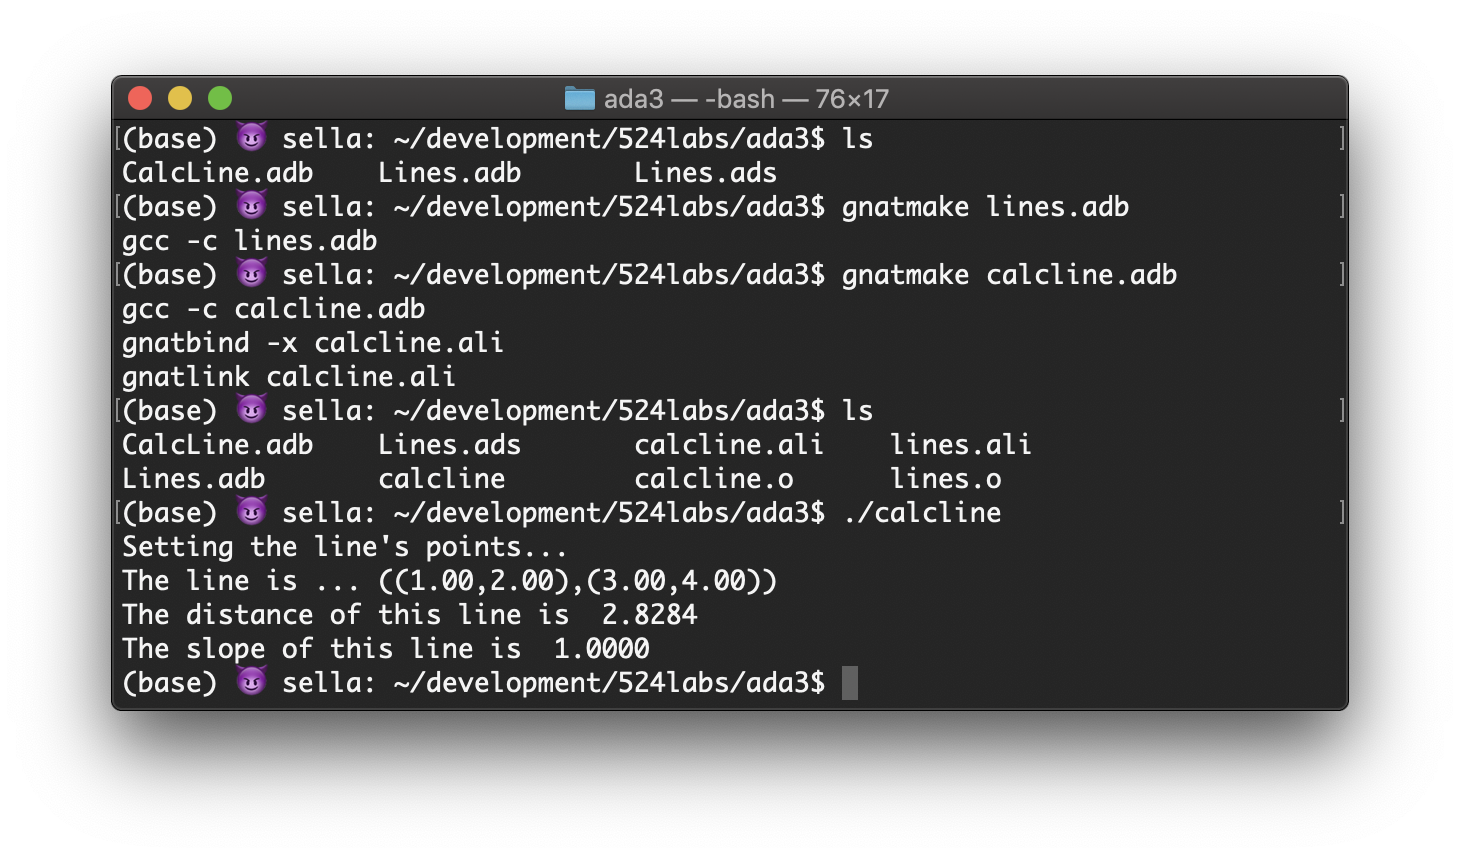 ada3 — -bash — 76×17
(base) 😈 sella: ~/development/524labs/ada3$ ls
CalcLine.adb    Lines.adb       Lines.ads
(base) 😈 sella: ~/development/524labs/ada3$ gnatmake lines.adb
gcc -c lines.adb
(base) 😈 sella: ~/development/524labs/ada3$ gnatmake calcline.adb
gcc -c calcline.adb
gnatbind -x calcline.ali
gnatlink calcline.ali
(base) 😈 sella: ~/development/524labs/ada3$ ls
CalcLine.adb    Lines.ads       calcline.ali    lines.ali
Lines.adb       calcline        calcline.o      lines.o
(base) 😈 sella: ~/development/524labs/ada3$ ./calcline
Setting the line's points...
The line is ... ((1.00,2.00),(3.00,4.00))
The distance of this line is  2.8284
The slope of this line is  1.0000
(base) 😈 sella: ~/development/524labs/ada3$